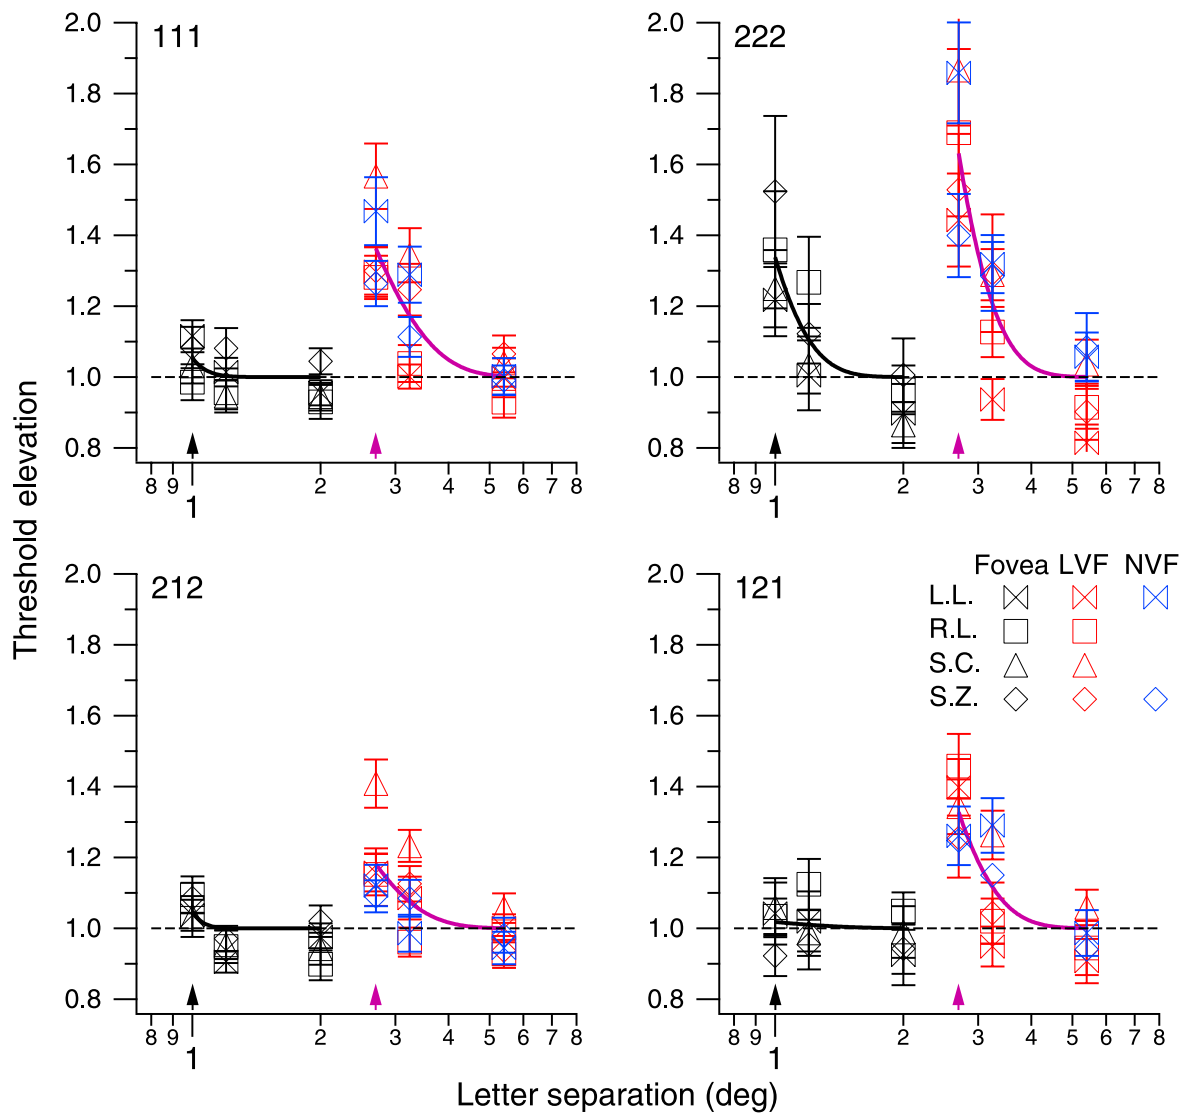 Threshold elevation
111
2.0
1.8
1.6
1.4
1.2
1.0
0.8
8 9 1 2 3 4 5 6 7 8
222
2.0
1.8
1.6
1.4
1.2
1.0
0.8
8 9 1 2 3 4 5 6 7 8
212
2.0
1.8
1.6
1.4
1.2
1.0
0.8
8 9 1 2 3 4 5 6 7 8
121
Fovea LVF NVF
L.L.
R.L.
S.C.
S.Z.
2.0
1.8
1.6
1.4
1.2
1.0
0.8
8 9 1 2 3 4 5 6 7 8
Letter separation (deg)